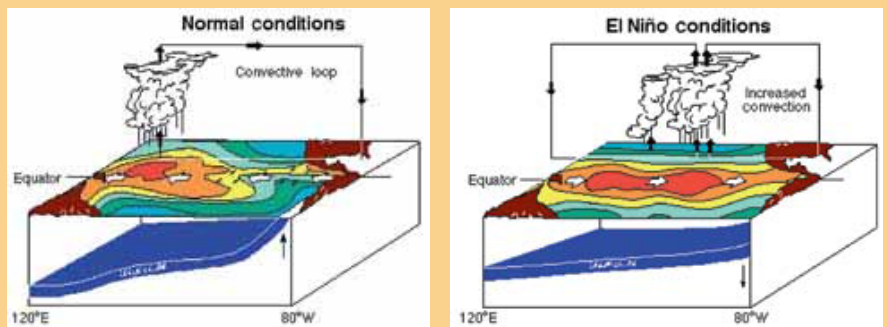 Normal conditions
Convective loop
Equator
120°E
80°W
El Niño conditions
Increased
convection
Equator
120°E
80°W